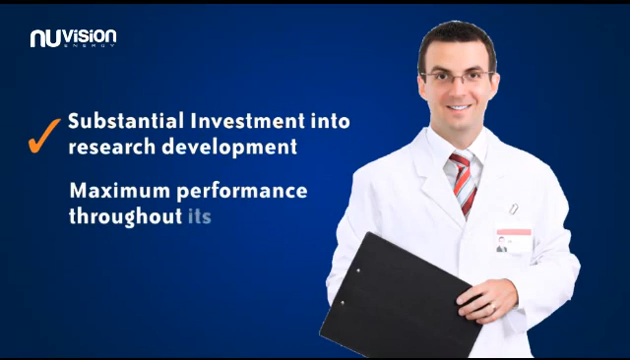 nuvision
ENERGY
Substantial Investment into
research development
Maximum performance
throughout its